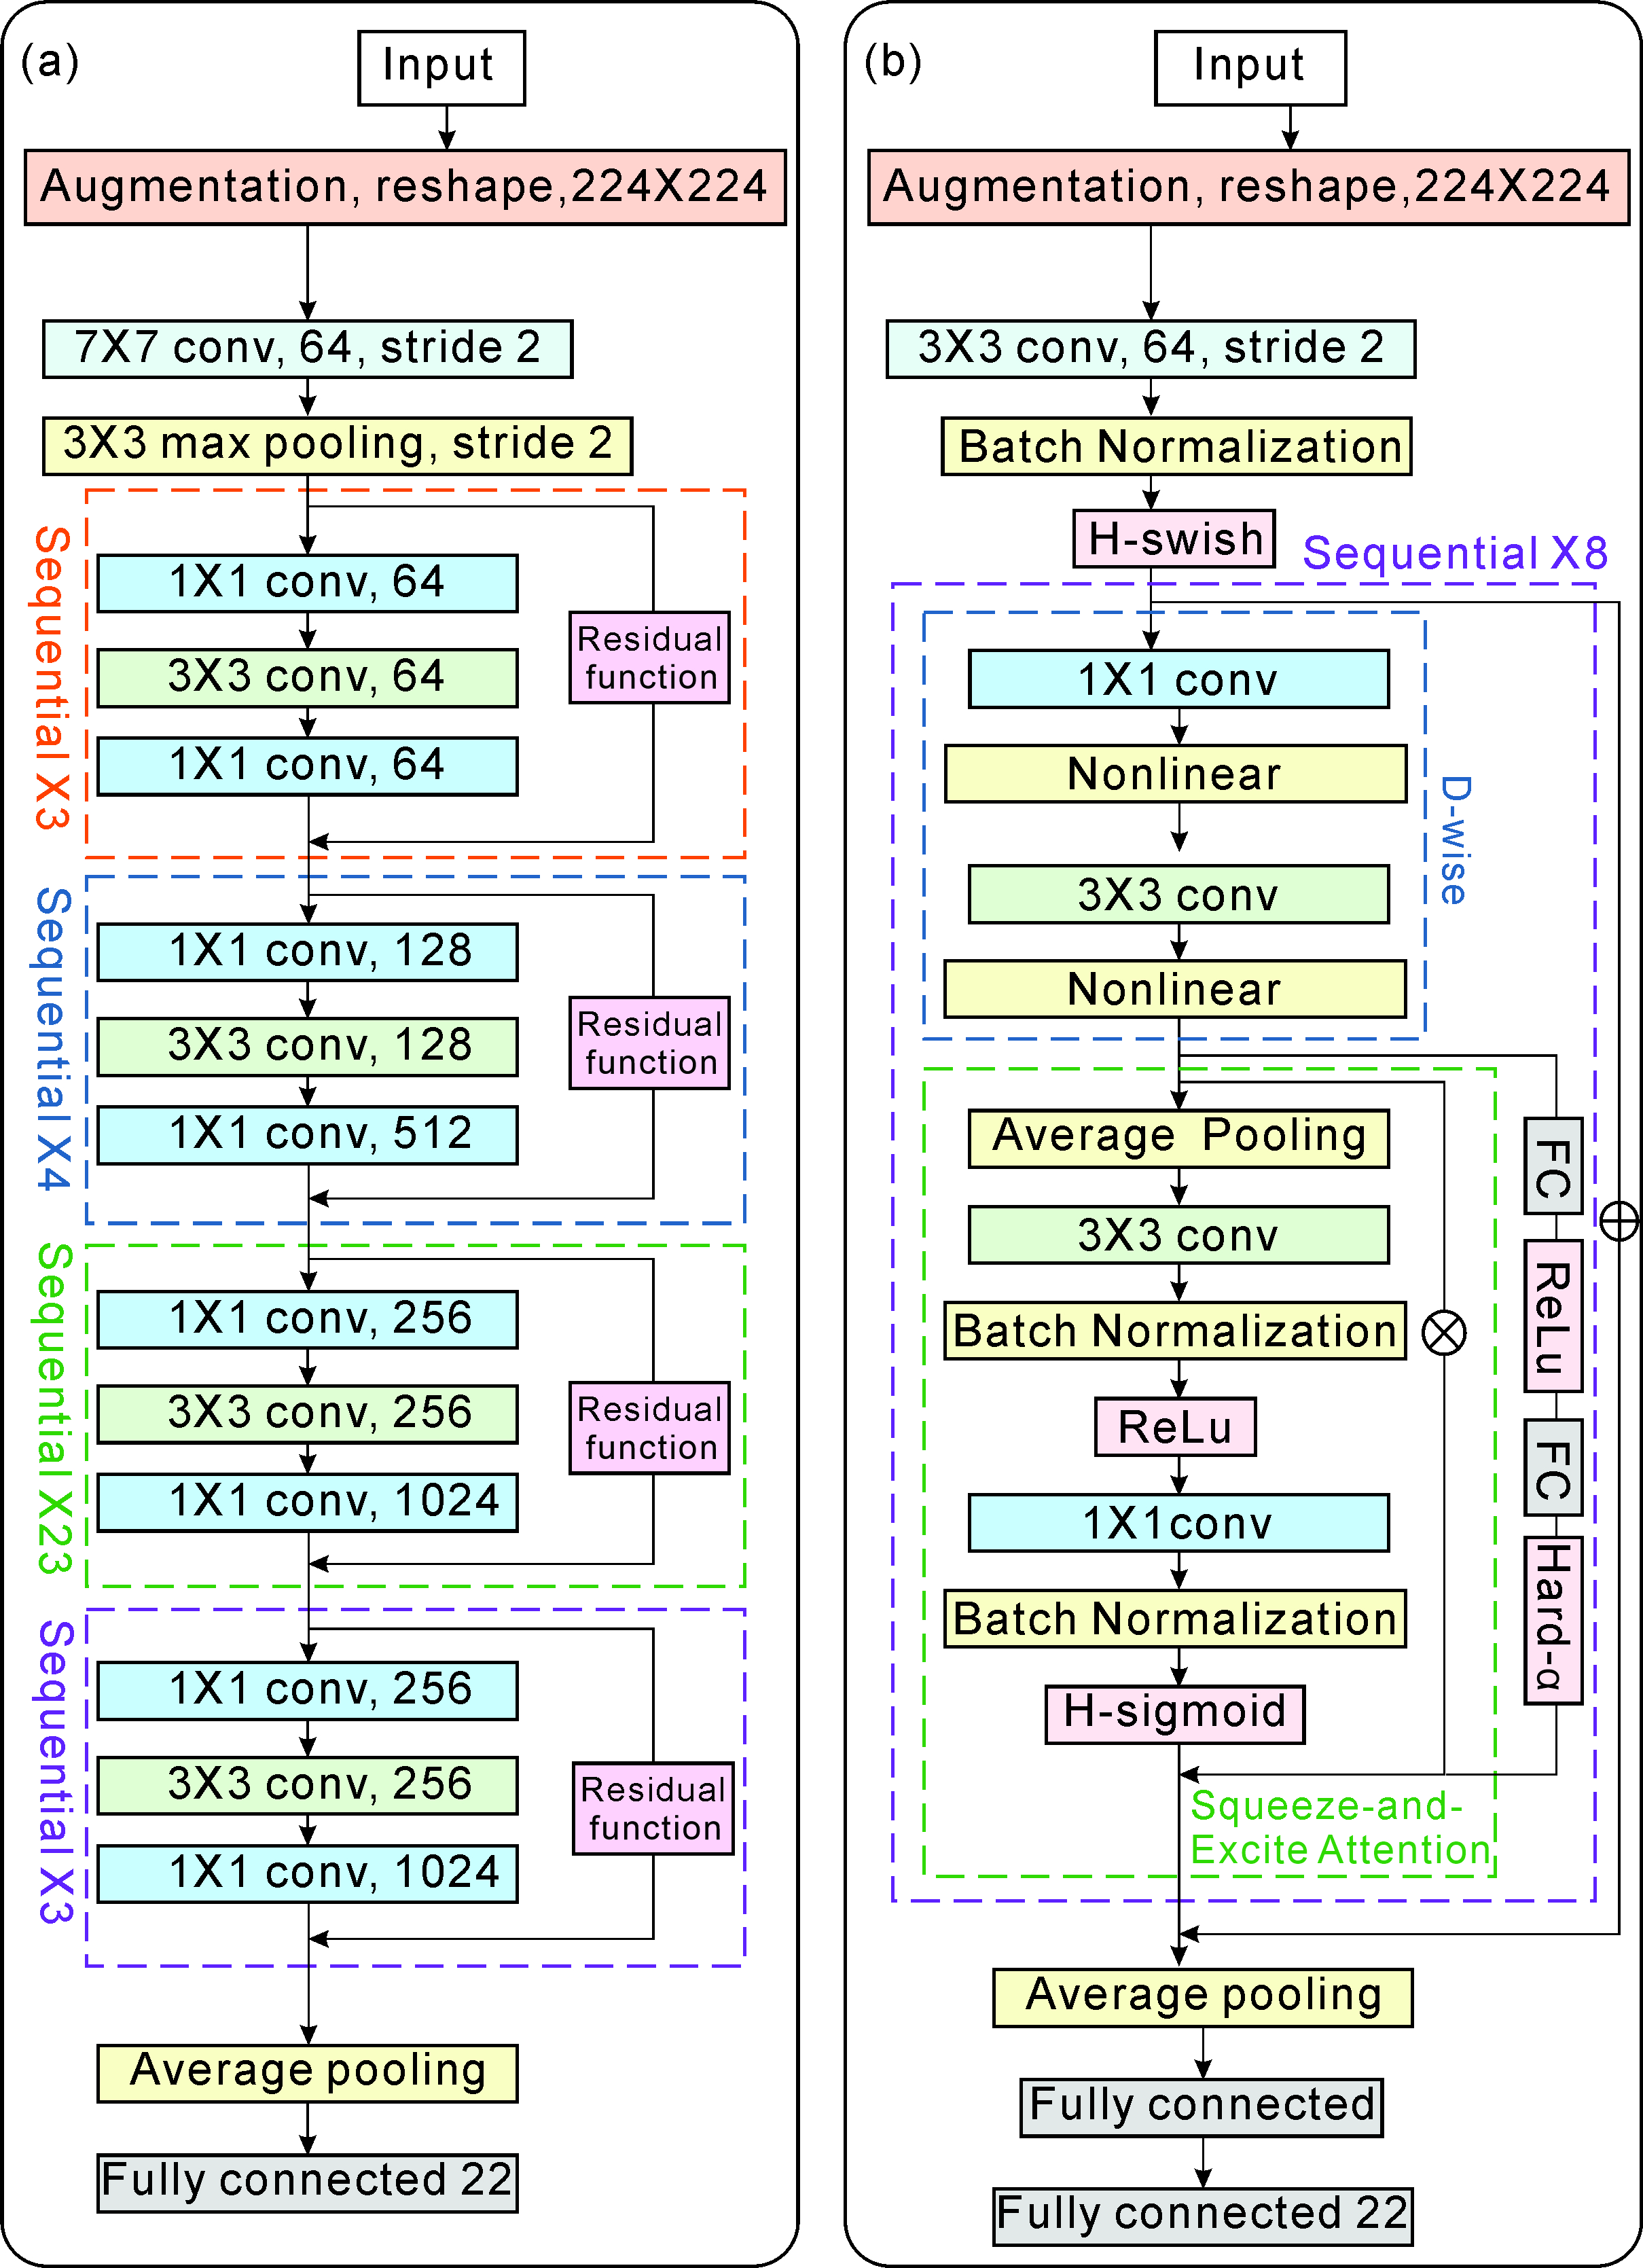 (a)
Input
Augmentation, reshape,224X224
7X7 conv, 64, stride 2
3X3 max pooling, stride 2
Sequential X3
1X1 conv, 64
3X3 conv, 64
1X1 conv, 64
Residual
function
Sequential X4
1X1 conv, 128
3X3 conv, 128
1X1 conv, 512
Residual
function
Sequential X23
1X1 conv, 256
3X3 conv, 256
1X1 conv, 1024
Residual
function
Sequential X3
1X1 conv, 256
3X3 conv, 256
1X1 conv, 1024
Residual
function
Average pooling
Fully connected 22
(b)
Input
Augmentation, reshape,224X224
3X3 conv, 64, stride 2
Batch Normalization
H-swish
Sequential X8
1X1 conv
Nonlinear
3X3 conv
Nonlinear
D-wise
Average Pooling
3X3 conv
Batch Normalization
ReLu
1X1conv
Batch Normalization
H-sigmoid
Squeeze-and-
Excite Attention
FC
ReLu
FC
Hard-α
Average pooling
Fully connected
Fully connected 22